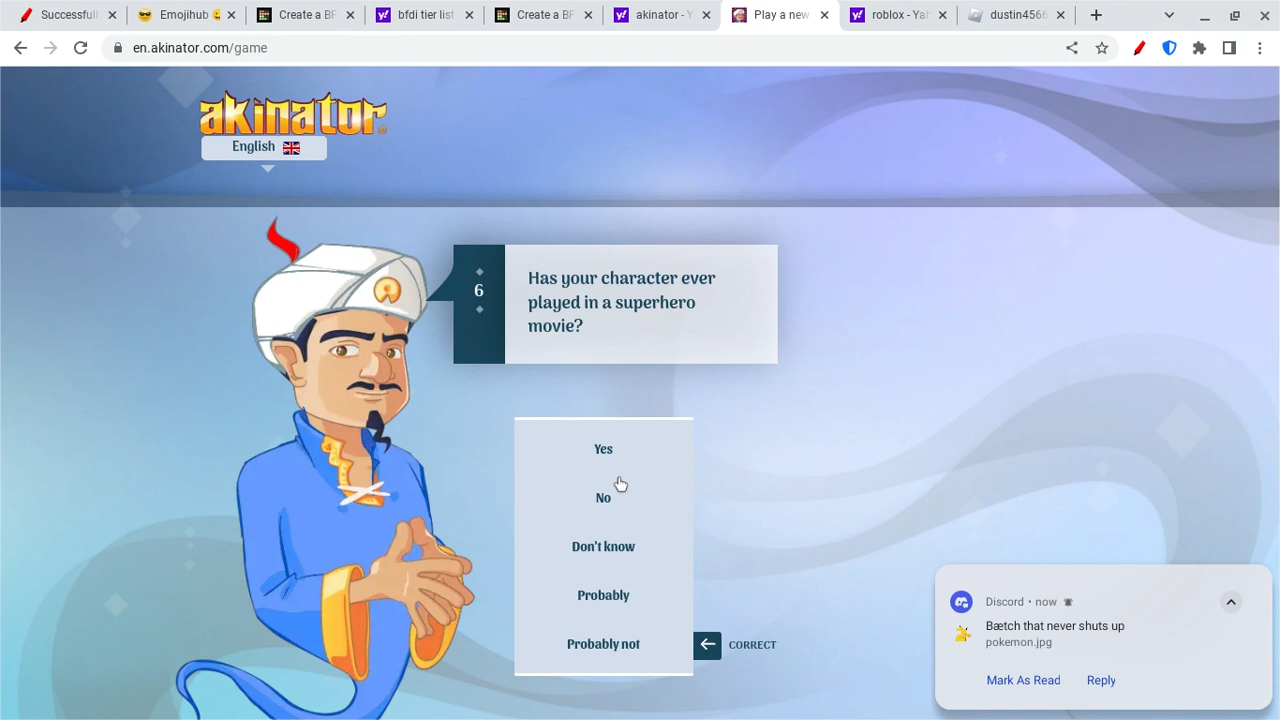 Successfull
Emojihub
Create a BF
bfdi tier list
Create a BF
akinator - Y
Play a new
roblox - Ya
dustin4566
en.akinator.com/game
akinator
English
6
Has your character ever
played in a superhero
movie?
Yes
No
Don't know
Probably
Probably not
CORRECT
Discord • now
Bætch that never shuts up
pokemon.jpg
Mark As Read Reply